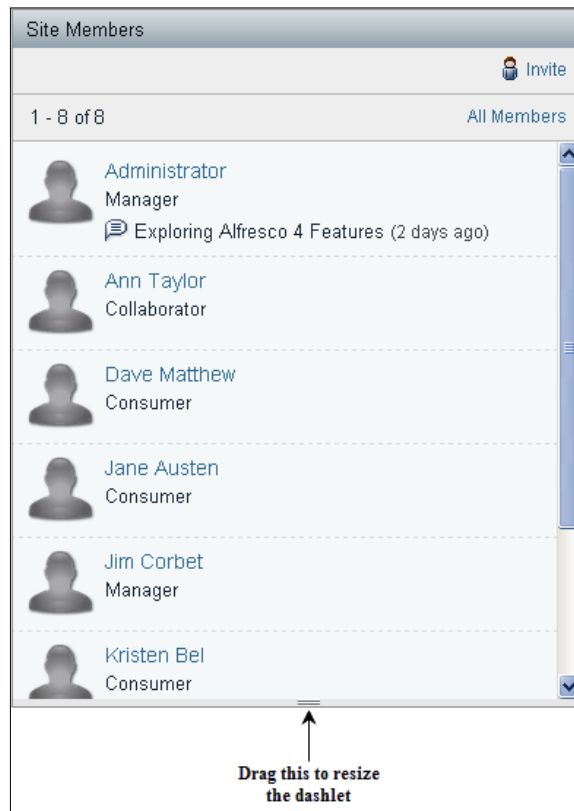 Site Members
Invite
1 - 8 of 8
All Members
Administrator
Manager
Exploring Alfresco 4 Features (2 days ago)
Ann Taylor
Collaborator
Dave Matthew
Consumer
Jane Austen
Consumer
Jim Corbet
Manager
Kristen Bel
Consumer
Drag this to resize
the dashlet